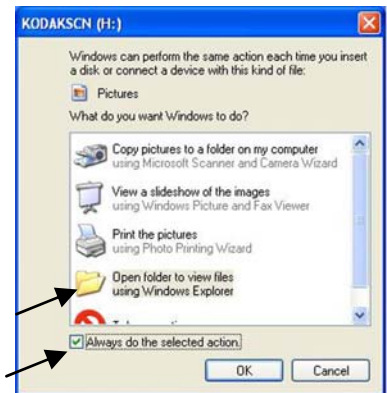 KODAKSCN (H:)
Windows can perform the same action each time you insert
a disk or connect a device with this kind of file:
Pictures
What do you want Windows to do?
Copy pictures to a folder on my computer
using Microsoft Scanner and Camera Wizard
View a slideshow of the images
using Windows Picture and Fax Viewer
Print the pictures
using Photo Printing Wizard
Open folder to view files
using Windows Explorer
Always do the selected action.
OK Cancel